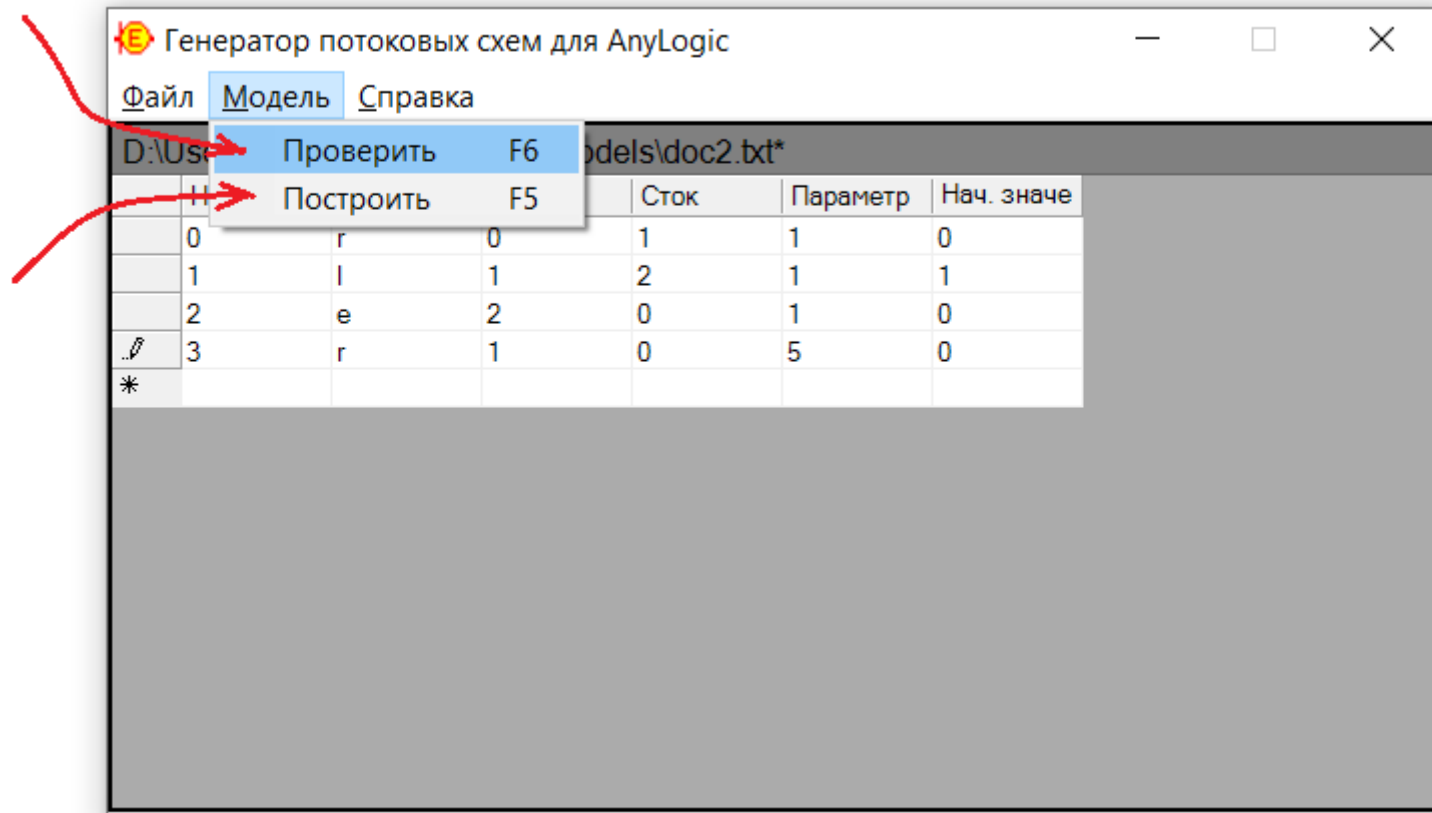 Генератор потоковых схем для AnyLogic
Файл Модель Справка
Проверить F6
Построить F5
dels\doc2.txt*
Сток Параметр Нач. значе
0 r 0 1 1 0
1 l 1 2 1 1
2 e 2 0 1 0
3 r 1 0 5 0